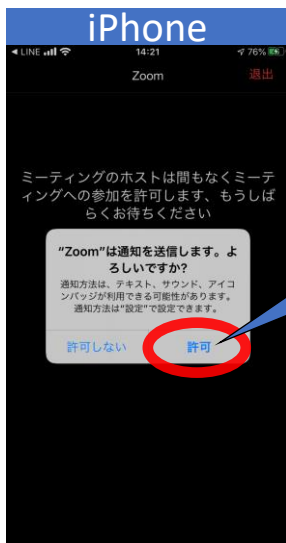 iPhone
◀ LINE 14:21 76%
Zoom 退出
ミーティングのホストは間もなくミーテ
ィングへの参加を許可します、もうしば
らくお待ちください
"Zoom"は通知を送信します。よ
ろしいですか?
通知方法は、テキスト、サウンド、アイコ
ンバッジが利用できる可能性があります。
通知方法は"設定"で設定できます。
許可しない 許可